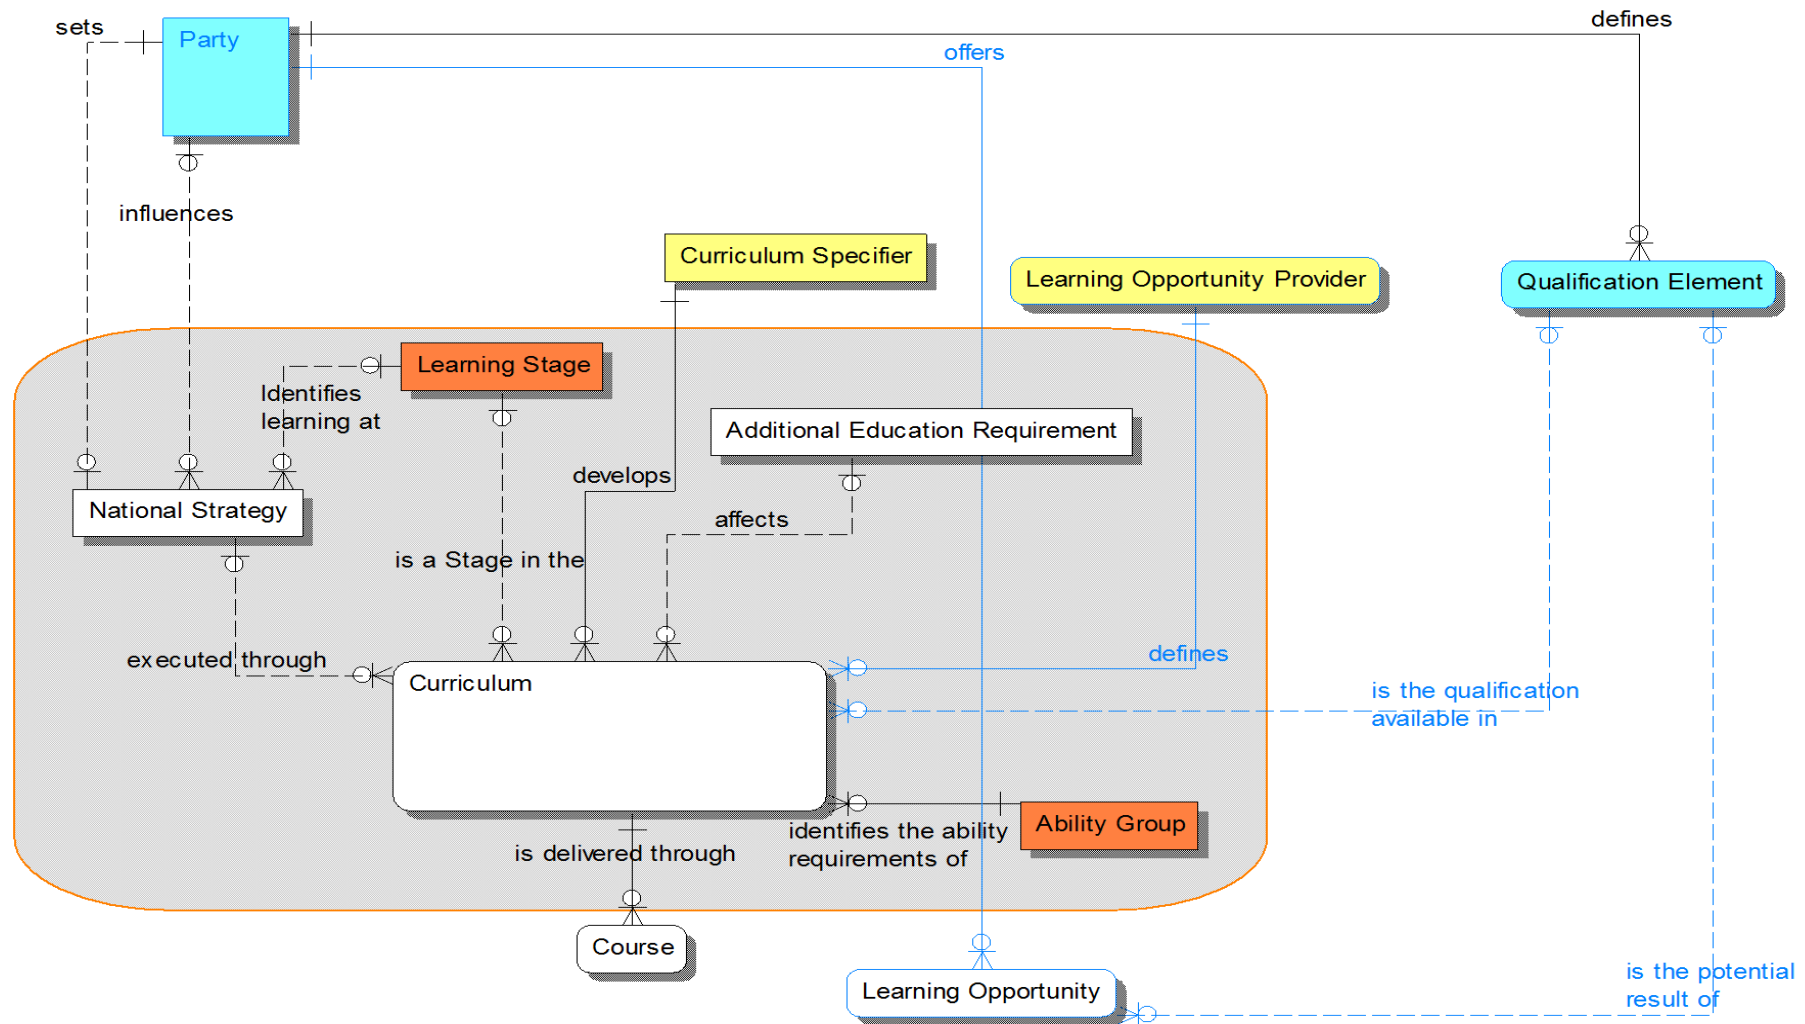 sets
Party
defines
offers
influences
Curriculum Specifier
Learning Opportunity Provider
Qualification Element
Learning Stage
Identifies
learning at
Additional Education Requirement
develops
National Strategy
affects
is a Stage in the
executed through
defines
Curriculum
is the qualification
available in
identifies the ability
requirements of
Ability Group
is delivered through
Course
Learning Opportunity
is the potential
result of